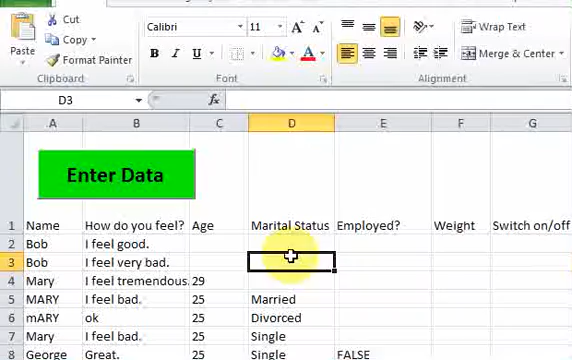 Cut
Calibri 11 A A Wrap Text
Copy
Paste
Format Painter B I U A Merge & Center
Clipboard Font Alignment
D3 fx
A B C D E F G
Enter Data
1 Name How do you feel? Age Marital Status Employed? Weight Switch on/off
2 Bob I feel good.
3 Bob I feel very bad.
4 Mary I feel tremendous. 29
5 MARY I feel bad. 25 Married
6 mARY ok 25 Divorced
7 Mary I feel bad. 25 Single
8 George Great. 25 Single FALSE